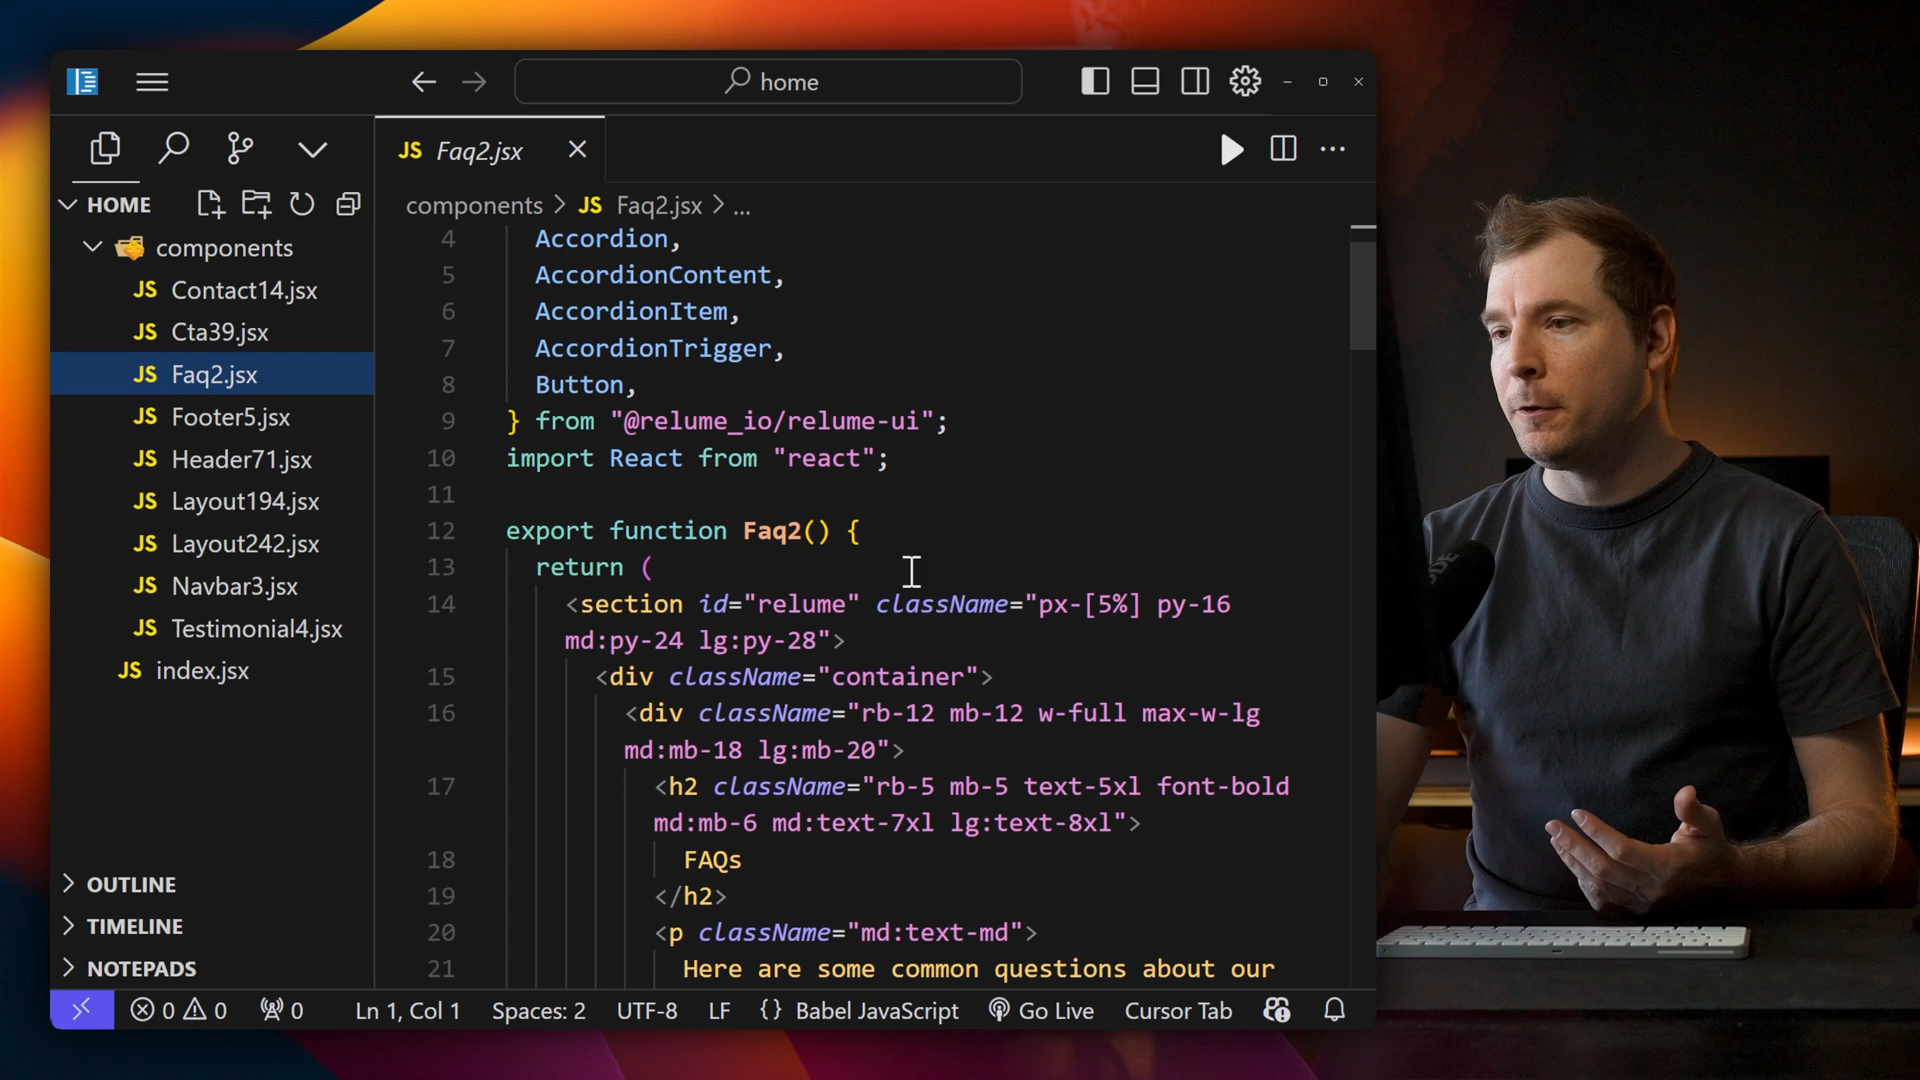 home
JS Faq2.jsx
HOME
components > JS Faq2.jsx > ...
components
JS Contact14.jsx
JS Cta39.jsx
JS Faq2.jsx
JS Footer5.jsx
JS Header71.jsx
JS Layout194.jsx
JS Layout242.jsx
JS Navbar3.jsx
JS Testimonial4.jsx
JS index.jsx
OUTLINE
TIMELINE
NOTEPADS
4 Accordion,
5 AccordionContent,
6 AccordionItem,
7 AccordionTrigger,
8 Button,
9 } from "@relume_io/relume-ui";
10 import React from "react";
11
12 export function Faq2() {
13 return (
14 <section id="relume" className="px-[5%] py-16
md:py-24 lg:py-28">
15 <div className="container">
16 <div className="rb-12 mb-12 w-full max-w-lg
md:mb-18 lg:mb-20">
17 <h2 className="rb-5 mb-5 text-5xl font-bold
md:mb-6 md:text-7xl lg:text-8xl">
18 FAQs
19 </h2>
20 <p className="md:text-md">
21 Here are some common questions about our
0 0 0 Ln 1, Col 1 Spaces: 2 UTF-8 LF {} Babel JavaScript Go Live Cursor Tab